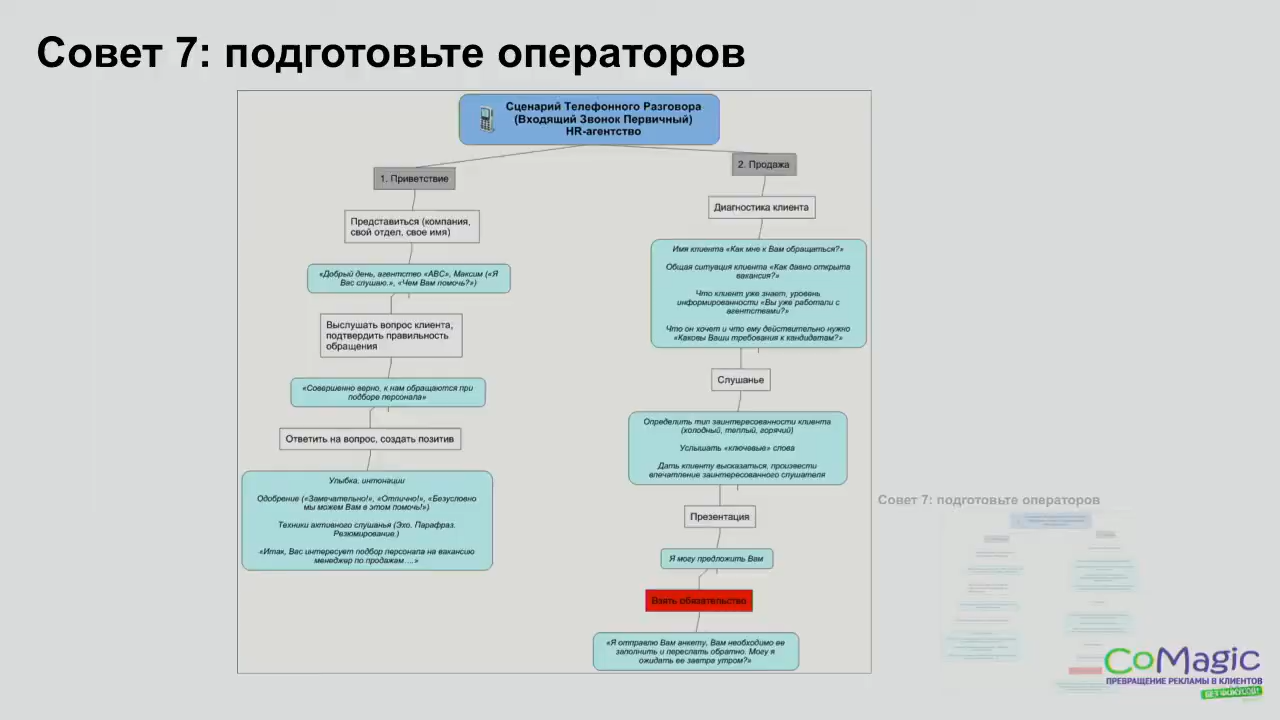 Совет 7: подготовьте операторов
Сценарий Телефонного Разговора
(Входящий Звонок Первичный)
HR-агентство
1. Приветствие
Представиться (компания,
свой отдел, свое имя)
«Добрый день, агентство «АВС», Максим («Я
Вас слушаю.», «Чем Вам помочь?»)
Выслушать вопрос клиента,
подтвердить правильность
обращения
«Совершенно верно, к нам обращаются при
подборе персонала»
Ответить на вопрос, создать позитив
Улыбка, интонации
Одобрение («Замечательно!», «Отлично!», «Безусловно
мы можем Вам в этом помочь!»)
Техники активного слушанья (Эхо. Парафраз.
Резюмирование.)
«Итак, Вас интересует подбор персонала на вакансию
менеджер по продажам....»
2. Продажа
Диагностика клиента
Имя клиента «Как мне к Вам обращаться?»
Общая ситуация клиента «Как давно открыта
вакансия?»
Что клиент уже знает, уровень
информированности «Вы уже работали с
агентствами?»
Что он хочет и что ему действительно нужно
«Каковы Ваши требования к кандидатам?»
Слушанье
Определить тип заинтересованности клиента
(холодный, теплый, горячий)
Услышать «ключевые» слова
Дать клиенту высказаться, произвести
впечатление заинтересованного слушателя
Презентация
Я могу предложить Вам
Взять обязательство
«Я отправлю Вам анкету, Вам необходимо ее
заполнить и переслать обратно. Могу я
ожидать ее завтра утром?»
Совет 7: подготовьте операторов
CoMagic
ПРЕВРАЩЕНИЕ РЕКЛАМЫ В КЛИЕНТОВ
БЕЗ ФОКУСОВ!